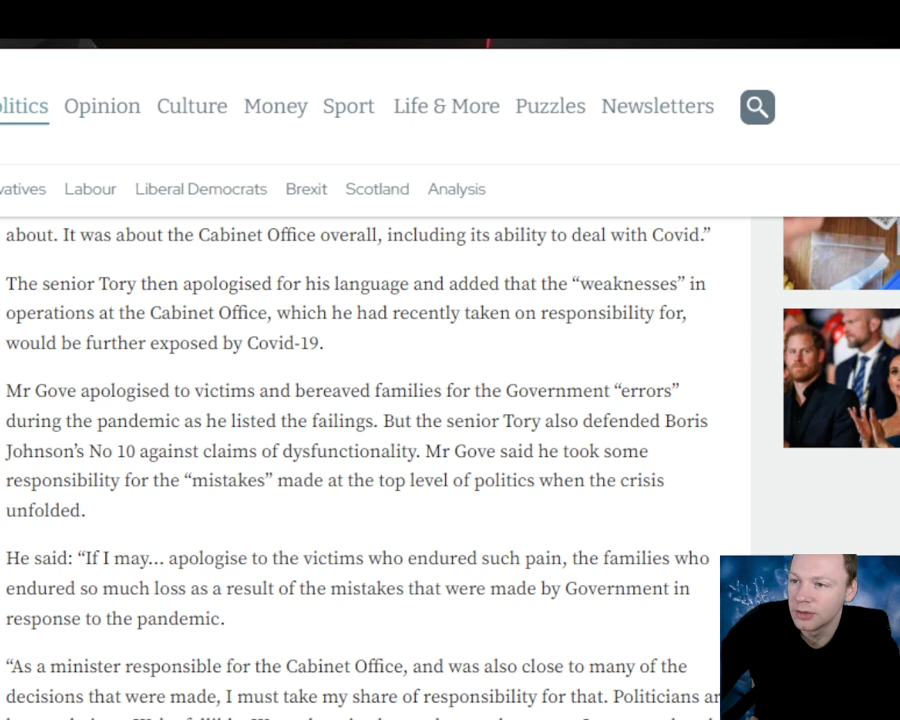 Opinion Culture Money Sport Life & More Puzzles Newsletters
Labour Liberal Democrats Brexit Scotland Analysis
about. It was about the Cabinet Office overall, including its ability to deal with Covid.”
The senior Tory then apologised for his language and added that the “weaknesses” in
operations at the Cabinet Office, which he had recently taken on responsibility for,
would be further exposed by Covid-19.
Mr Gove apologised to victims and bereaved families for the Government “errors”
during the pandemic as he listed the failings. But the senior Tory also defended Boris
Johnson’s No 10 against claims of dysfunctionality. Mr Gove said he took some
responsibility for the “mistakes” made at the top level of politics when the crisis
unfolded.
He said: “If I may... apologise to the victims who endured such pain, the families who
endured so much loss as a result of the mistakes that were made by Government in
response to the pandemic.
“As a minister responsible for the Cabinet Office, and was also close to many of the
decisions that were made, I must take my share of responsibility for that. Politicians